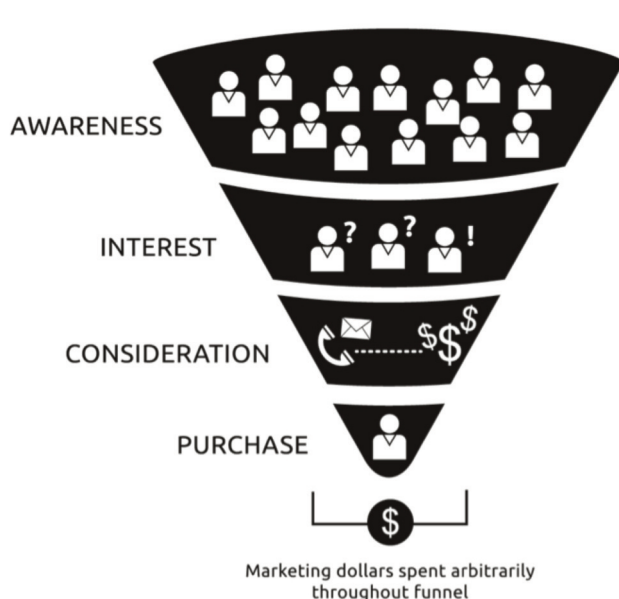 AWARENESS
? ? !
INTEREST
$ $ $
CONSIDERATION
PURCHASE
$
Marketing dollars spent arbitrarily
throughout funnel